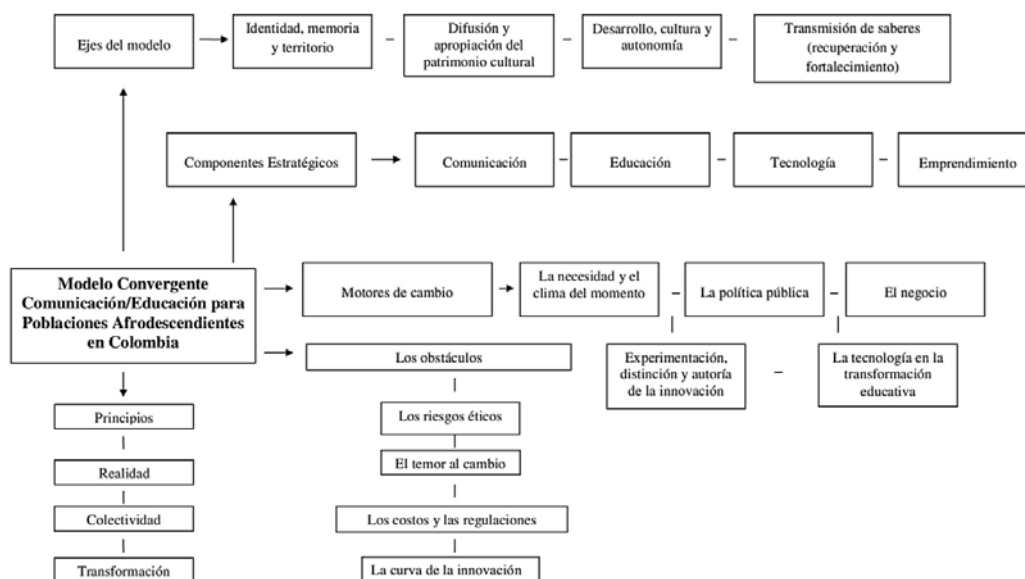 Ejes del modelo
Identidad, memoria
y territorio
Difusión y
apropiación del
patrimonio cultural
Desarrollo, cultura y
autonomía
Transmisión de saberes
(recuperación y
fortalecimiento)
Componentes Estratégicos
Comunicación
Educación
Tecnología
Emprendimiento
Modelo Convergente
Comunicación/Educación para
Poblaciones Afrodescendientes
en Colombia
Motores de cambio
La necesidad y el
clima del momento
La política pública
El negocio
Experimentación,
distinción y autoría
de la innovación
La tecnología en la
transformación
educativa
Los obstáculos
Los riesgos éticos
El temor al cambio
Los costos y las regulaciones
La curva de la innovación
Principios
Realidad
Colectividad
Transformación